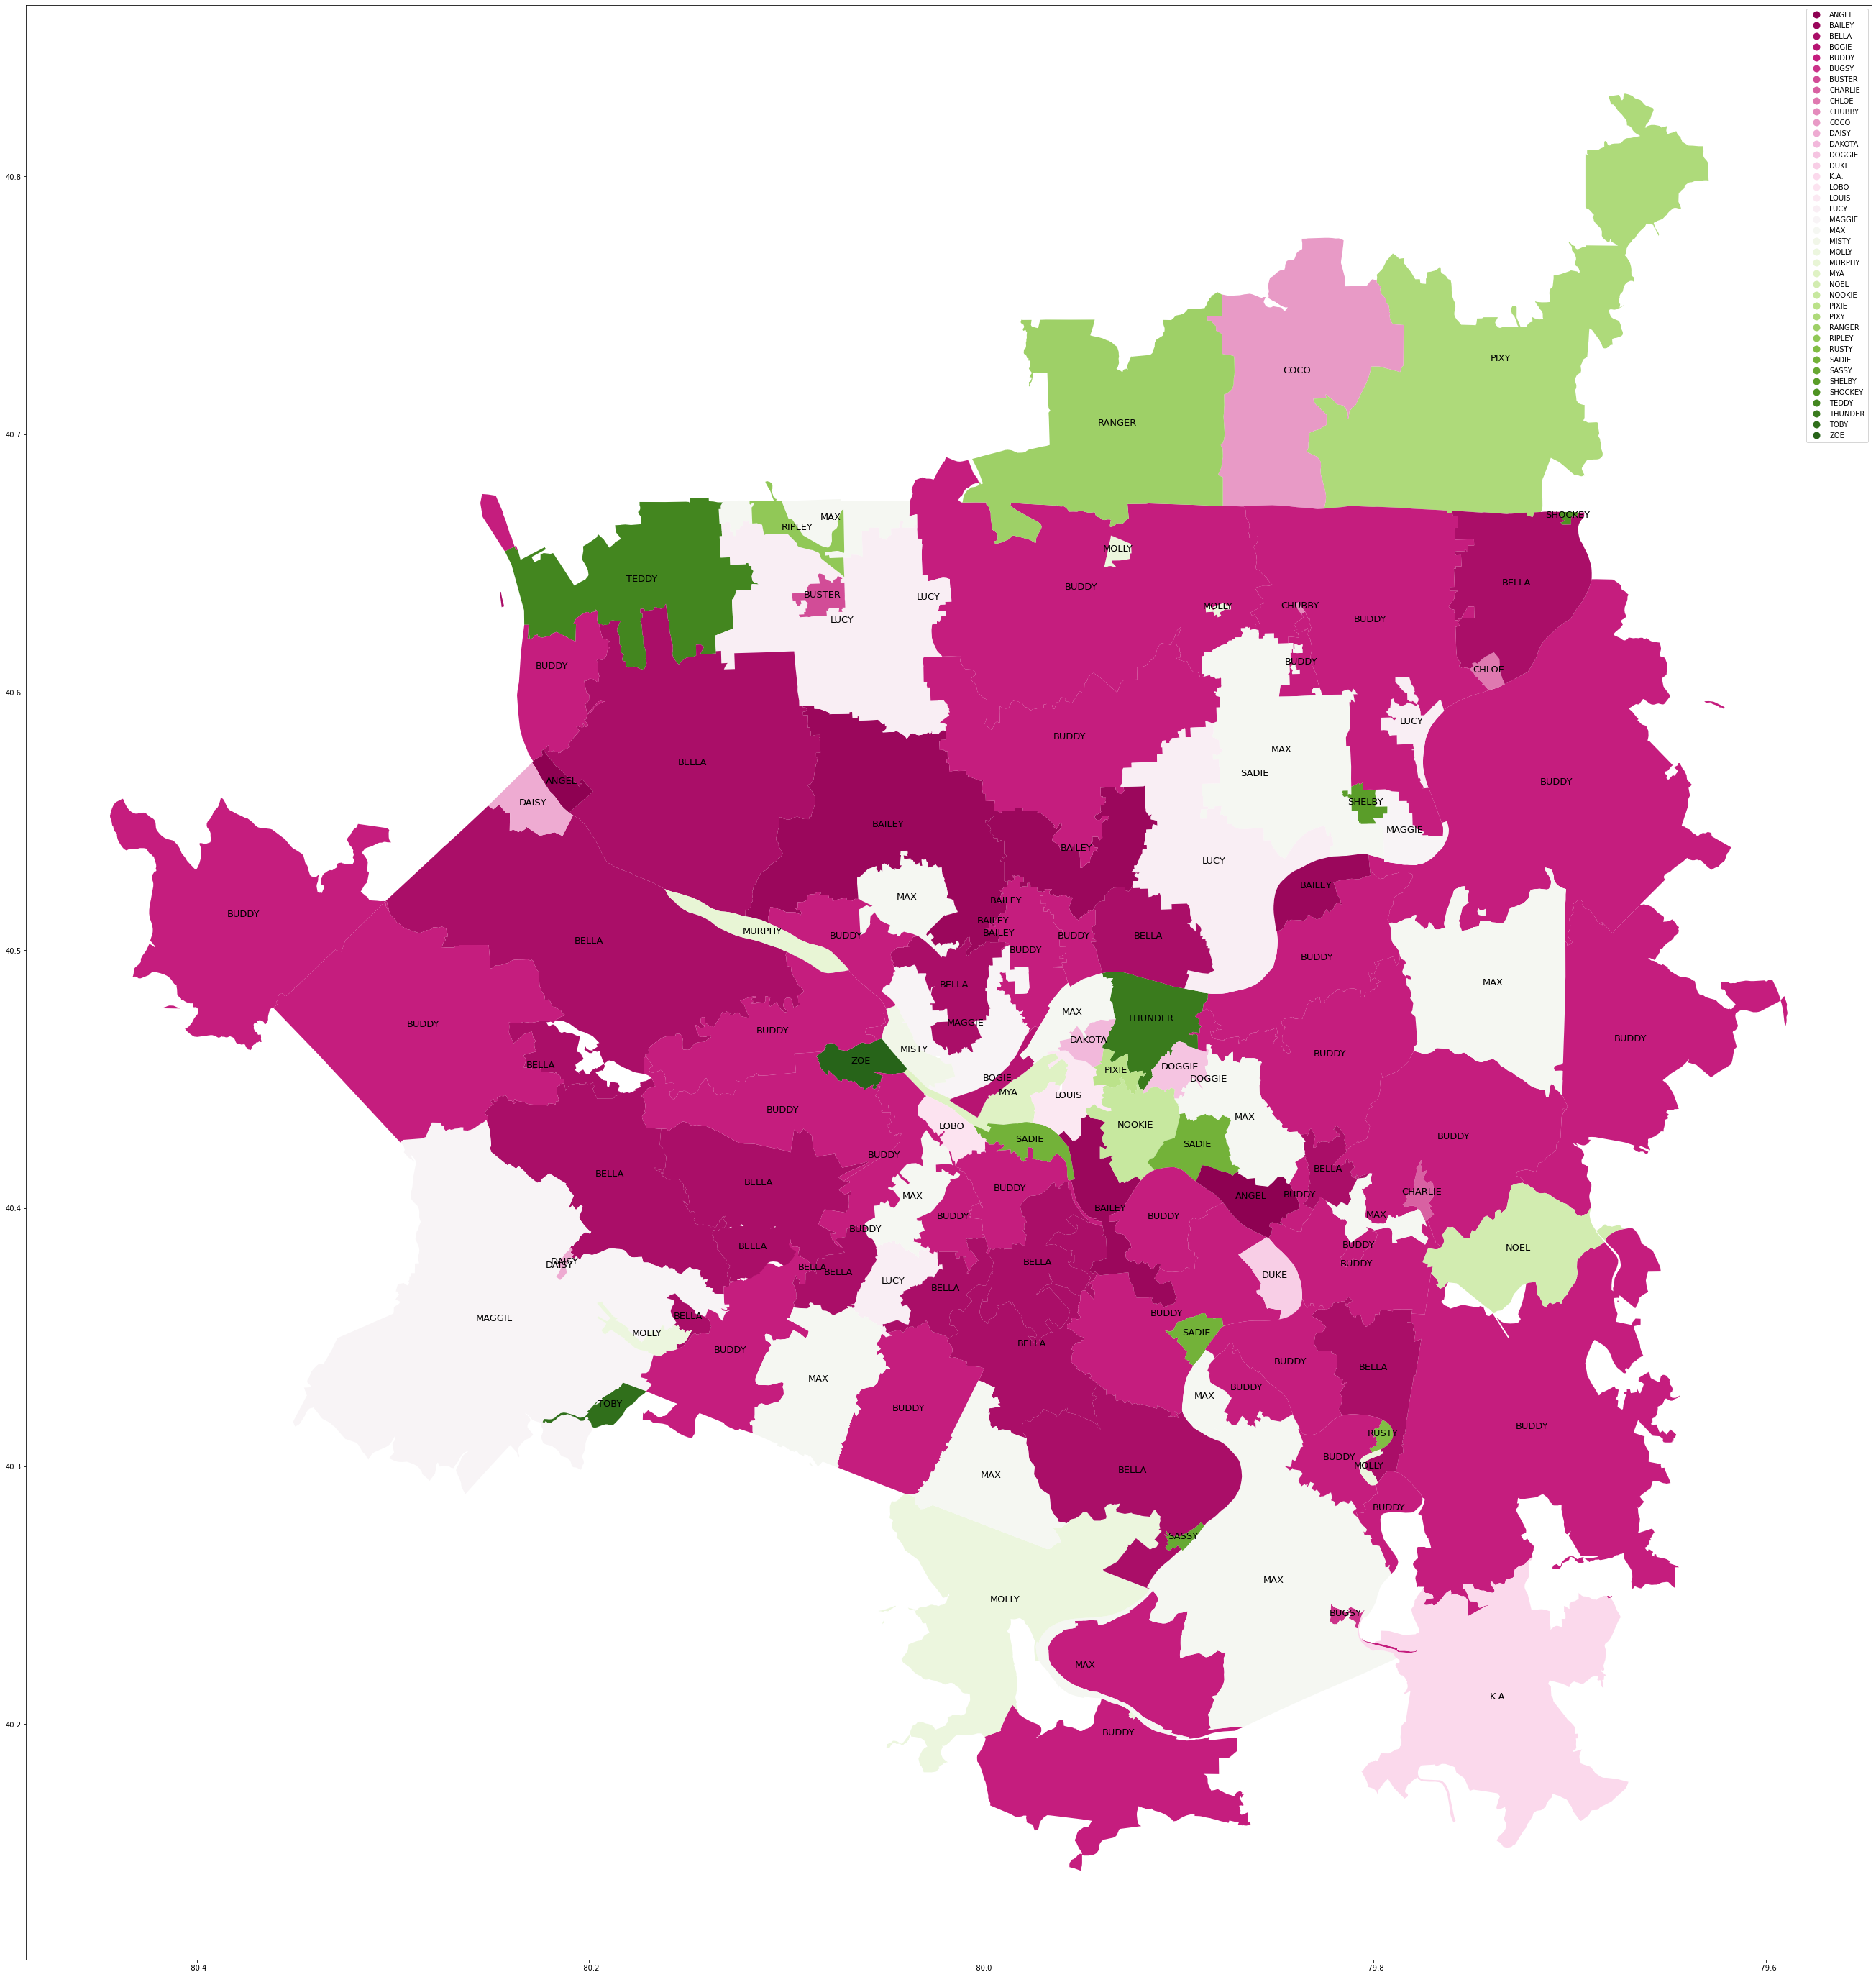 ANGEL
BAILEY
BELLA
BOGIE
BUDDY
BUGSY
BUSTER
CHARLIE
CHLOE
CHUBBY
COCO
DAISY
DAKOTA
DOGGIE
DUKE
K.A.
LOBO
LOUIS
LUCY
MAGGIE
MAX
MISTY
MOLLY
MURPHY
MYA
NOEL
NOOKIE
PIXIE
PIXY
RANGER
RIPLEY
RUSTY
SADIE
SASSY
SHELBY
SHOCKEY
TEDDY
THUNDER
TOBY
ZOE
40.8
PIXY
COCO
40.7
RANGER
SHOCKEY
MAX
RIPLEY
MOLLY
TEDDY
BELLA
BUDDY
BUSTER
LUCY
MOLLY
CHUBBY
LUCY
BUDDY
BUDDY
BUDDY
CHLOE
40.6
LUCY
BUDDY
MAX
BELLA
SADIE
ANGEL
BUDDY
DAISY
SHELBY
BAILEY
MAGGIE
BAILEY
LUCY
BAILEY
MAX
BAILEY
BUDDY
BAILEY
MURPHY
BAILEY
BUDDY
BUDDY
BELLA
BELLA
40.5
BUDDY
BUDDY
BELLA
MAX
MAX
THUNDER
BUDDY
MAGGIE
BUDDY
BUDDY
DAKOTA
MISTY
BUDDY
BELLA
ZOE
DOGGIE
PIXIE
BOGIE
DOGGIE
MYA
LOUIS
BUDDY
MAX
LOBO
NOOKIE
SADIE
SADIE
BUDDY
BUDDY
BELLA
BELLA
BELLA
BUDDY
CHARLIE
MAX
ANGEL
BUDDY
40.4
BAILEY
BUDDY
BUDDY
MAX
BUDDY
BELLA
BUDDY
NOEL
DAISY
DAISY
BELLA
BUDDY
BELLA
BELLA
DUKE
LUCY
BELLA
BUDDY
BELLA
MAGGIE
MOLLY
SADIE
BELLA
BUDDY
BUDDY
BELLA
MAX
BUDDY
MAX
TOBY
BUDDY
BUDDY
RUSTY
BUDDY
MOLLY
40.3
BELLA
MAX
BUDDY
SASSY
MAX
MOLLY
BUGSY
MAX
K.A.
40.2
BUDDY
−80.4
−80.2
−80.0
−79.8
−79.6